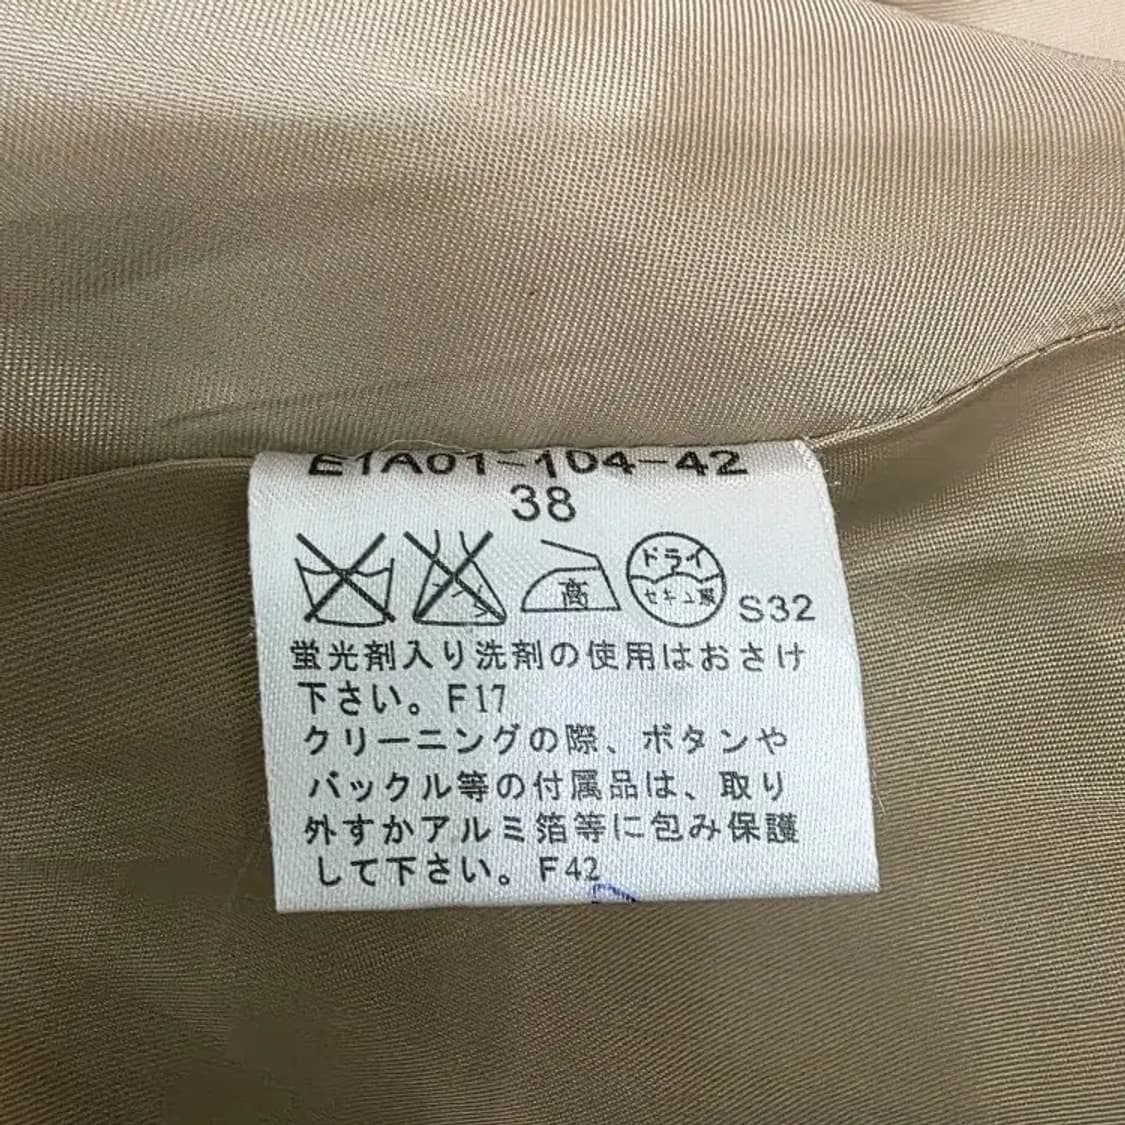 E1A01-104-42
38
高
ドライ
セキユ系
S32
蛍光剤入り洗剤の使用はおさけ
下さい。F17
クリーニングの際、ボタンや
バックル等の付属品は、取り
外すかアルミ箔等に包み保護
して下さい。F42